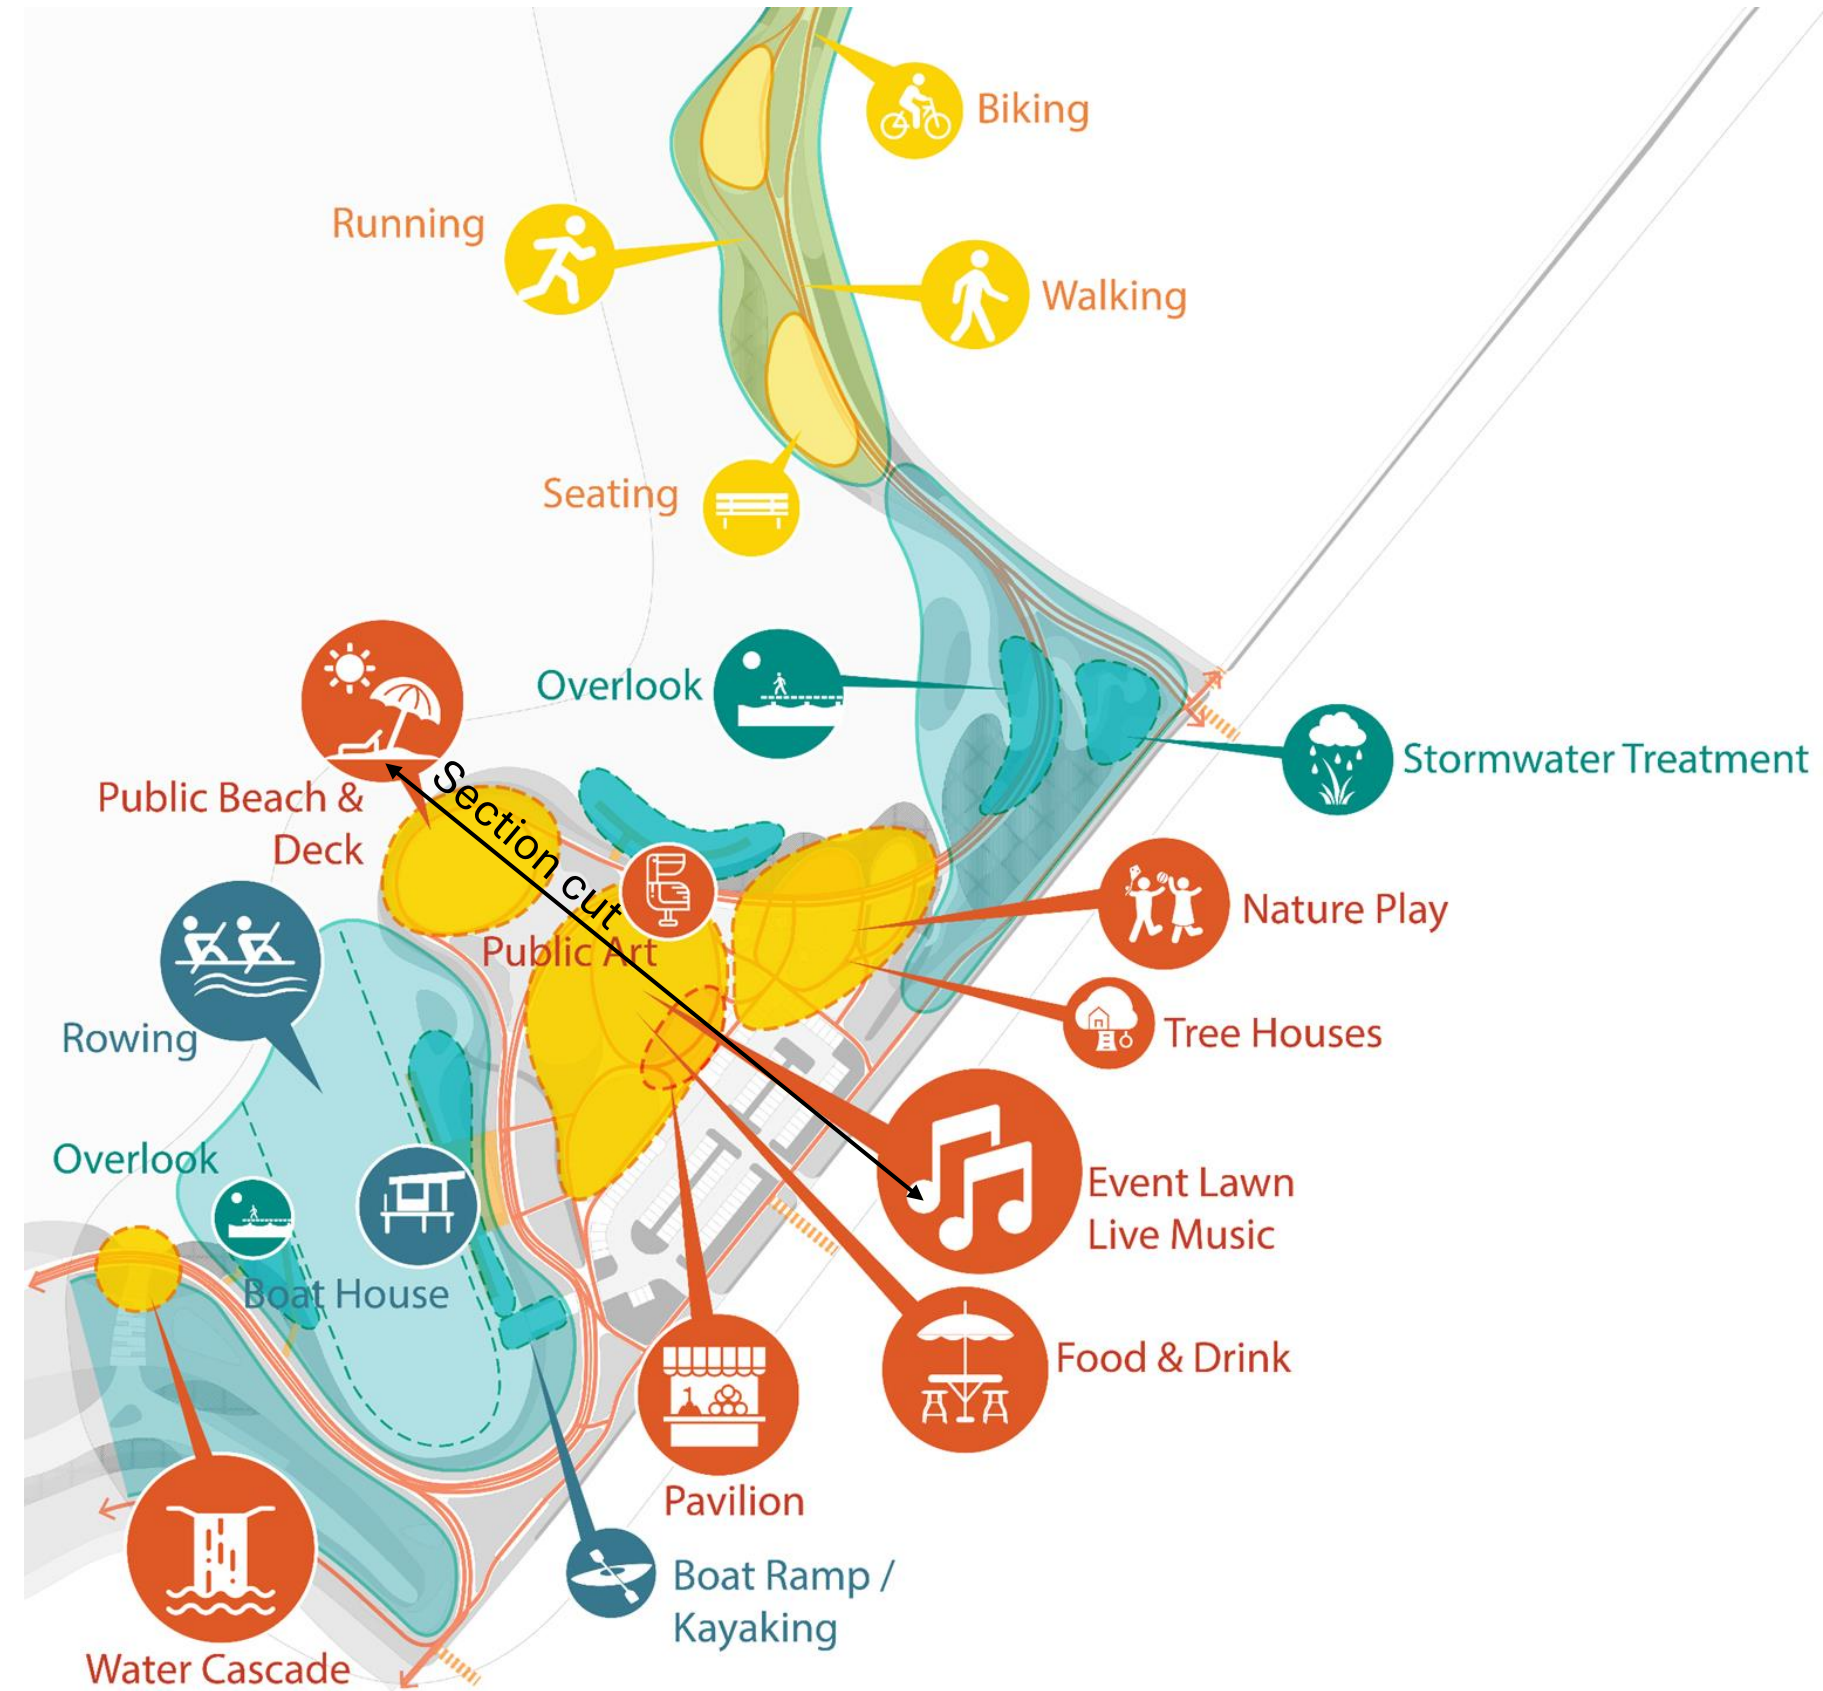 Biking
Running
Walking
Seating
Overlook
Stormwater Treatment
Section cut
Public Beach &
Deck
Nature Play
Public Art
Rowing
Tree Houses
Overlook
Event Lawn
Live Music
Boat House
Food & Drink
Pavilion
Boat Ramp /
Kayaking
Water Cascade